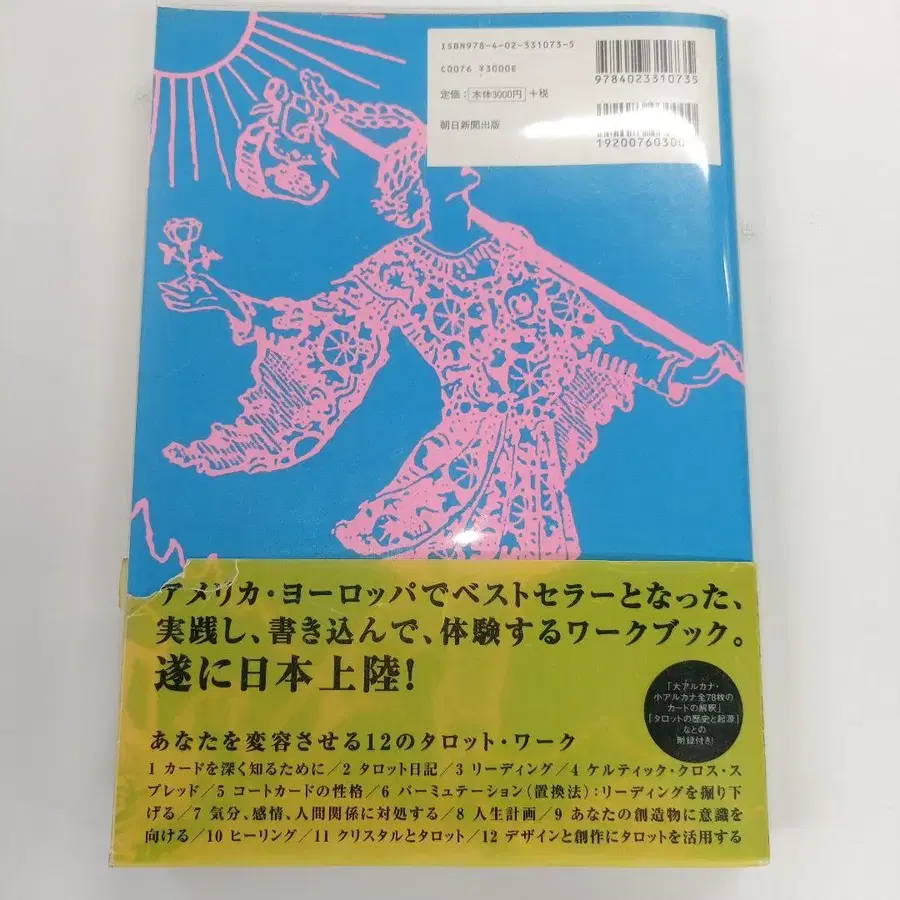 ISBN978-4-02-331073-5
C0076 ¥3000E
定価：本体3000円 +税
朝日新聞出版
9784023310735
19200760300
アメリカ・ヨーロッパでベストセラーとなった、
実践し、書き込んで、体験するワークブック。
遂に日本上陸！
「大アルカナ・
小アルカナ全78枚の
カードの解釈」
「タロットの歴史と起源」
などの
附録付き！
あなたを変容させる12のタロット・ワーク
1 カードを深く知るために／2 タロット日記／3 リーディング／4 ケルティック・クロス・ス
プレッド／5 コートカードの性格／6 パーミュテーション（置換法）：リーディングを掘り下
げる／7 気分、感情、人間関係に対処する／8 人生計画／9 あなたの創造物に意識を
向ける／10 ヒーリング／11 クリスタルとタロット／12 デザインと創作にタロットを活用する